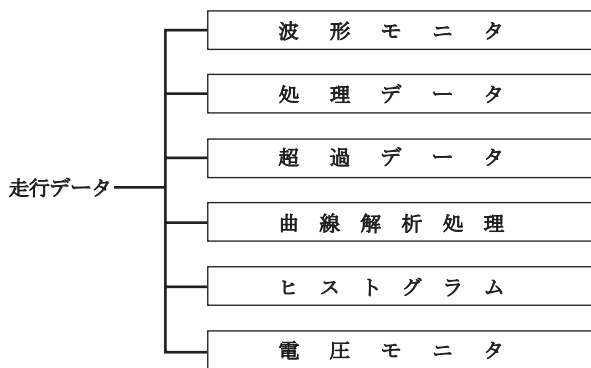 走行データ
波形モニタ
処理データ
超過データ
曲線解析処理
ヒストグラム
電圧モニタ